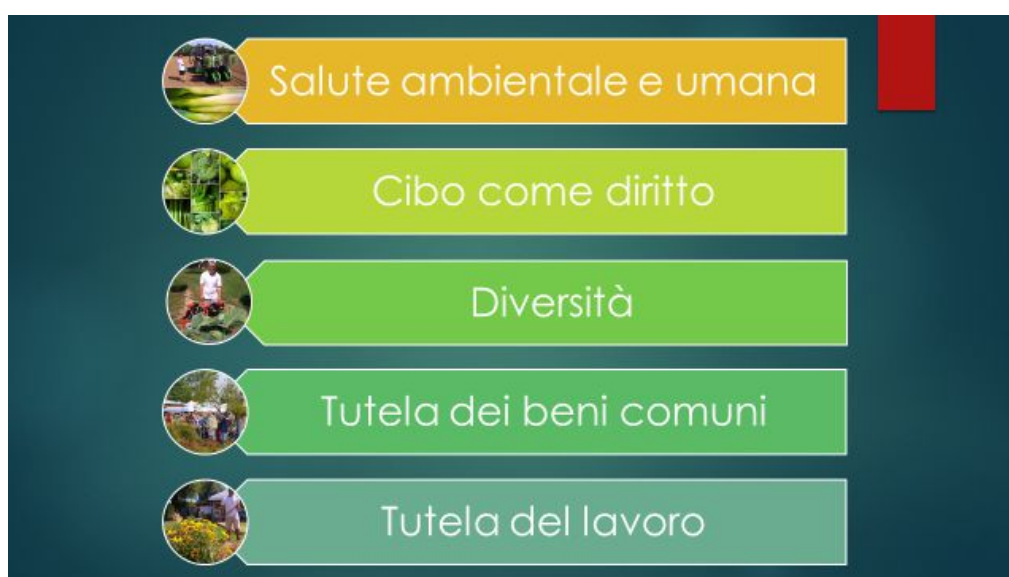 Salute ambientale e umana
Cibo come diritto
Diversità
Tutela dei beni comuni
Tutela del lavoro